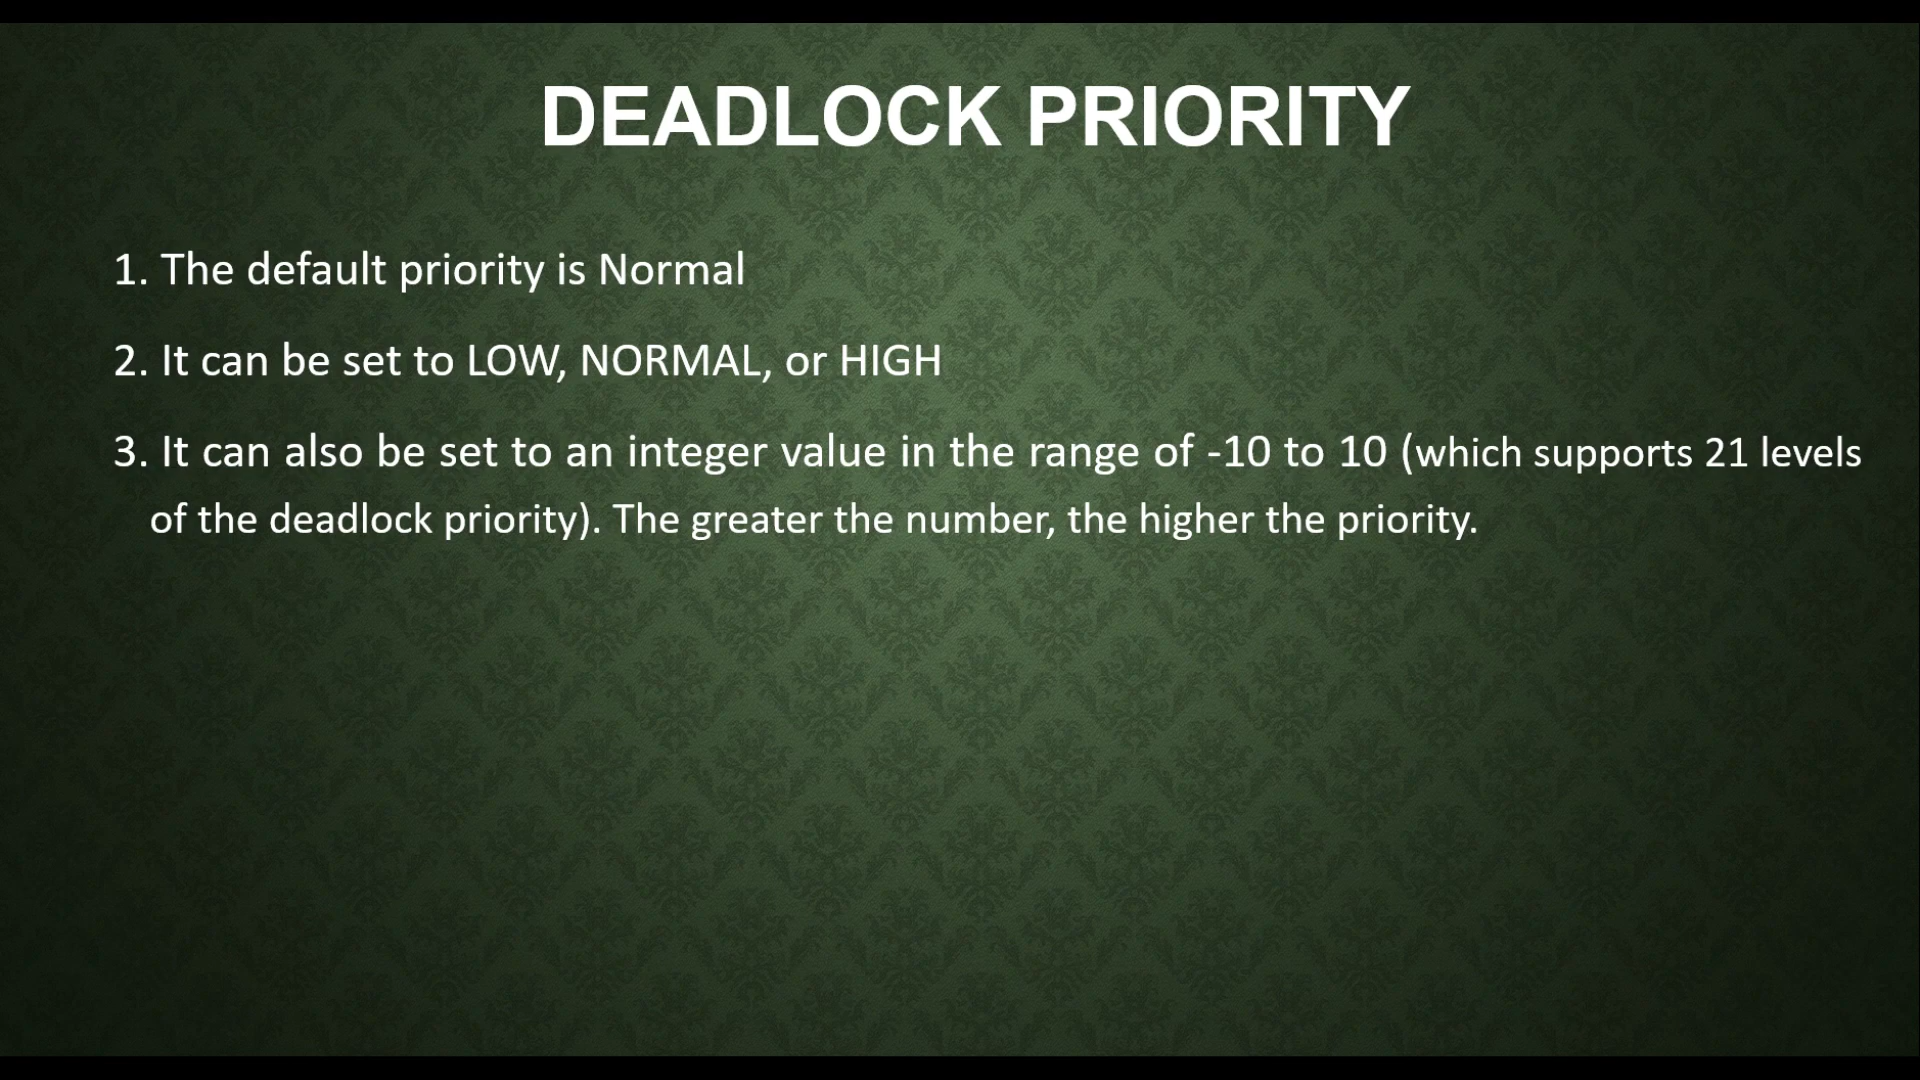 DEADLOCK PRIORITY
1. The default priority is Normal
2. It can be set to LOW, NORMAL, or HIGH
3. It can also be set to an integer value in the range of -10 to 10 (which supports 21 levels
of the deadlock priority). The greater the number, the higher the priority.